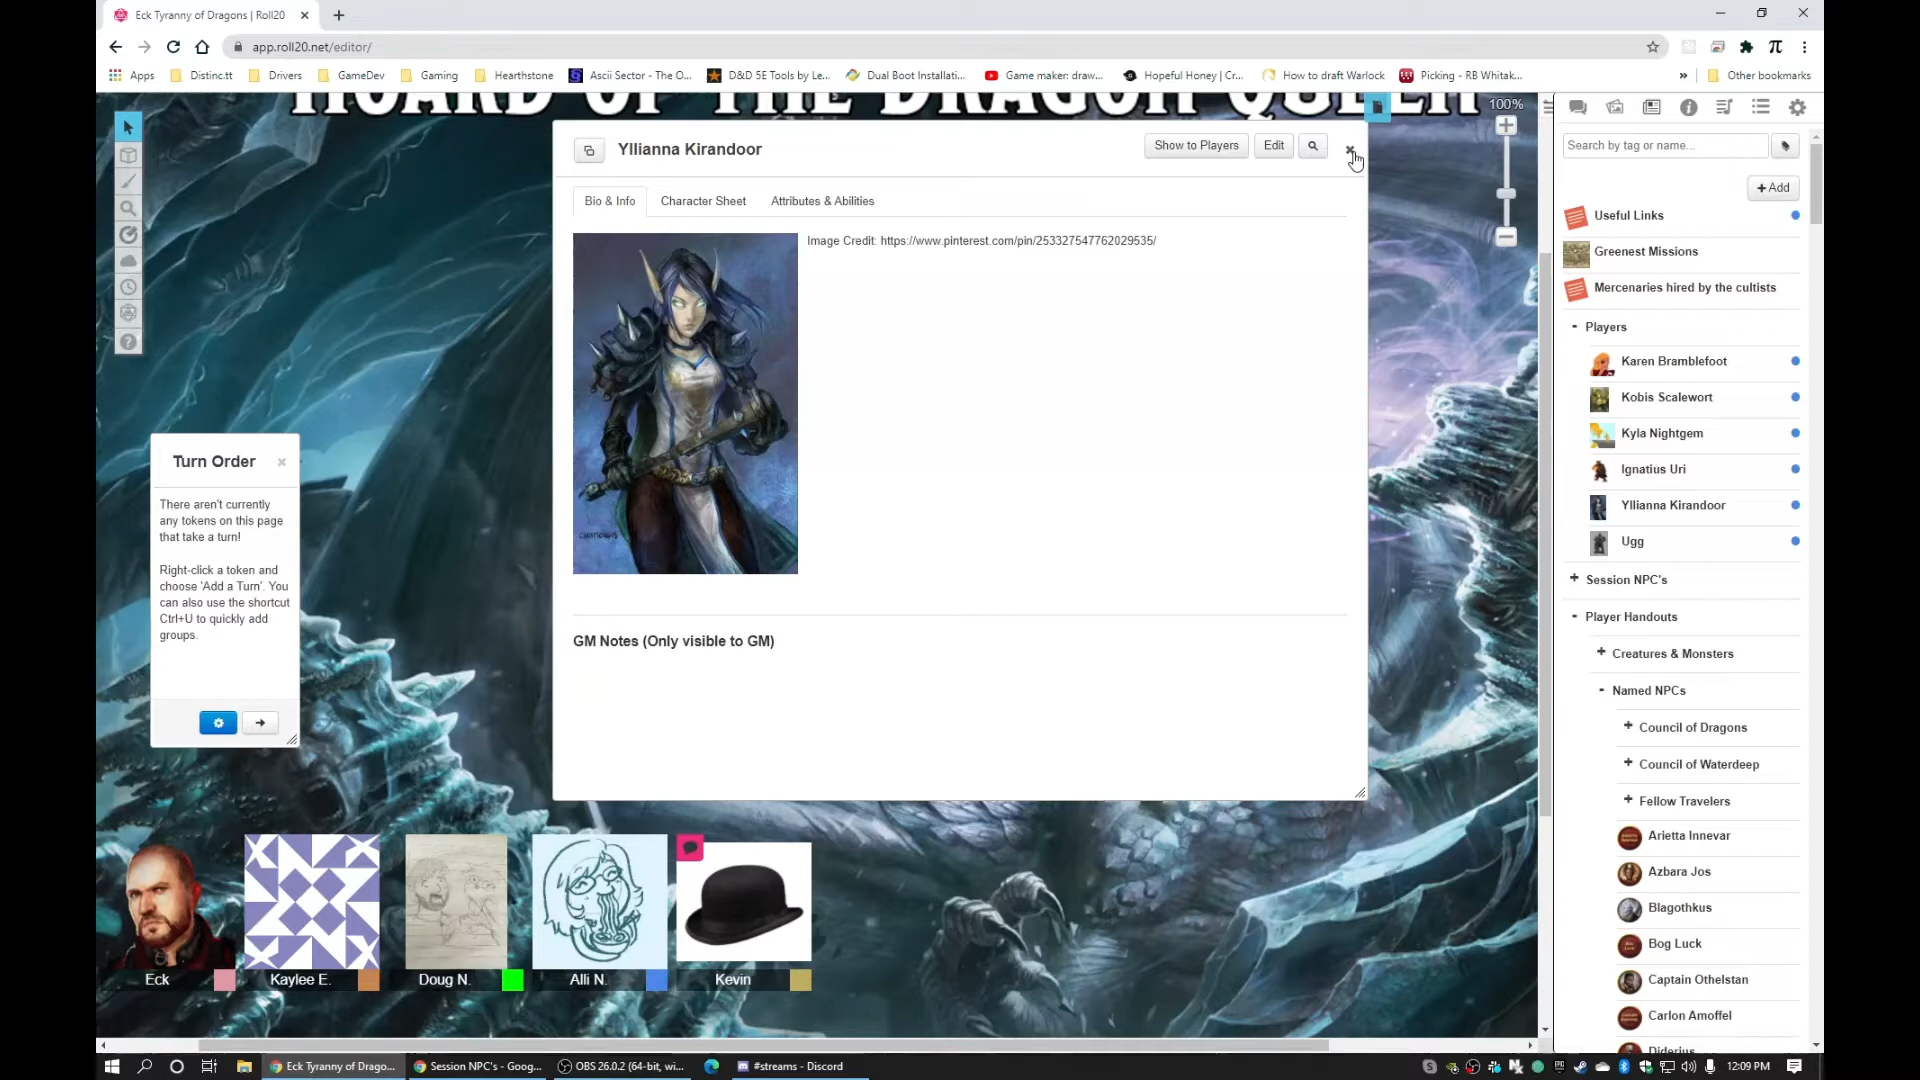 Eck Tyranny of Dragons | Roll20
app.roll20.net/editor/
Apps
Distinc.tt
Drivers
GameDev
Gaming
Hearthstone
Ascii Sector - The O...
D&D 5E Tools by Le...
Dual Boot Installati...
Game maker: draw...
Hopeful Honey | Cr...
How to draft Warlock
Picking - RB Whitak...
»
Other bookmarks
HOARD OF THE DRAGON QUEEN
100%
Yllianna Kirandoor
Show to Players
Edit
Bio & Info
Character Sheet
Attributes & Abilities
Image Credit: https://www.pinterest.com/pin/253327547762029535/
GM Notes (Only visible to GM)
Turn Order
There aren't currently
any tokens on this page
that take a turn!
Right-click a token and
choose 'Add a Turn'. You
can also use the shortcut
Ctrl+U to quickly add
groups.
Eck
Kaylee E.
Doug N.
Alli N.
Kevin
Search by tag or name...
+ Add
Useful Links
Greenest Missions
Mercenaries hired by the cultists
- Players
Karen Bramblefoot
Kobis Scalewort
Kyla Nightgem
Ignatius Uri
Yllianna Kirandoor
Ugg
+ Session NPC's
- Player Handouts
+ Creatures & Monsters
- Named NPCs
+ Council of Dragons
+ Council of Waterdeep
+ Fellow Travelers
Arietta Innevar
Azbara Jos
Blagothkus
Bog Luck
Captain Othelstan
Carlon Amoffel
Diderius
Eck Tyranny of Drago...
Session NPC's - Goog...
OBS 26.0.2 (64-bit, wi...
#streams - Discord
12:09 PM